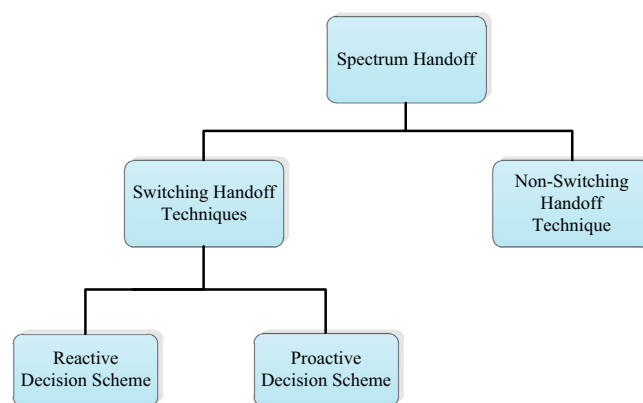 Spectrum Handoff
Switching Handoff
Techniques
Non-Switching
Handoff
Technique
Reactive
Decision Scheme
Proactive
Decision Scheme